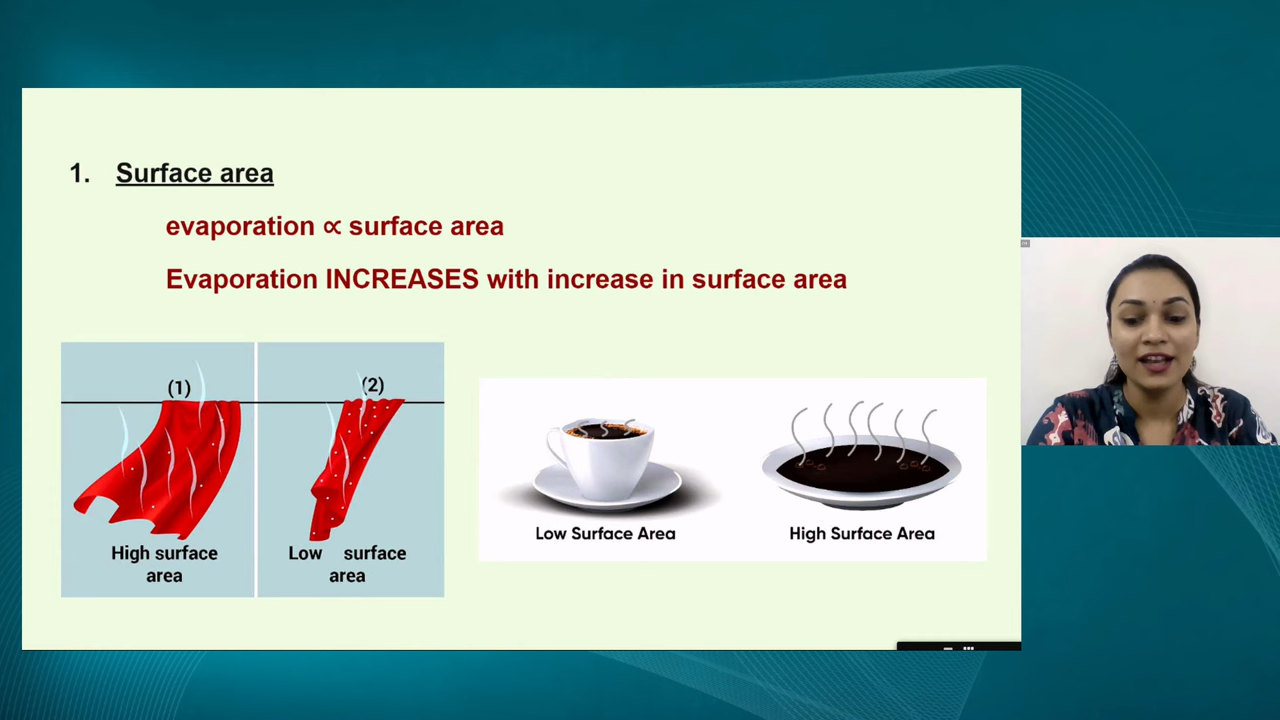 1. Surface area
evaporation ∝ surface area
Evaporation INCREASES with increase in surface area
(1)
High surface
area
(2)
Low surface
area
Low Surface Area
High Surface Area